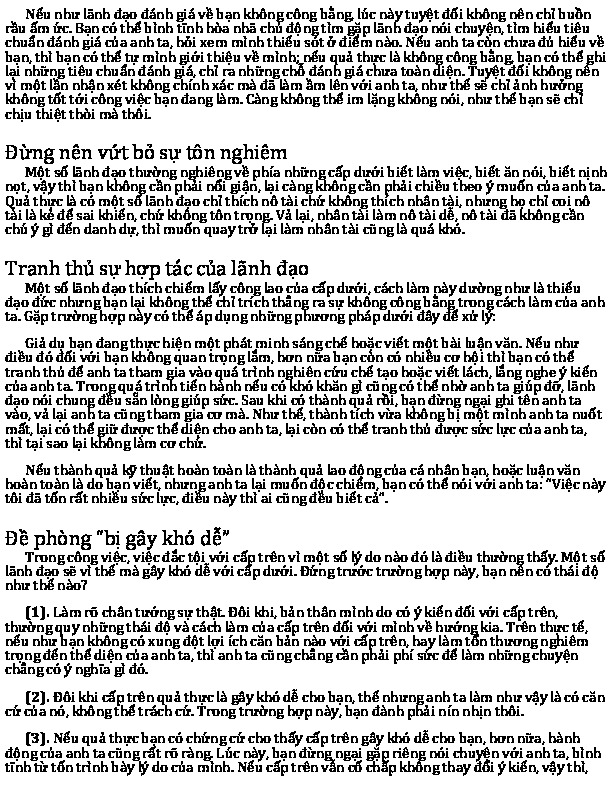 Nếu như lãnh đạo đánh giá về bạn không công bằng, lúc này tuyệt đối không nên chỉ buồn
rầu ấm ức. Bạn có thể bình tĩnh hòa nhã chủ động tìm gặp lãnh đạo nói chuyện, tìm hiểu tiêu
chuẩn đánh giá của anh ta, hỏi xem mình thiếu sót ở điểm nào. Nếu anh ta còn chưa đủ hiểu về
bạn, thì bạn có thể tự mình giới thiệu về mình; nếu quả thực là không công bằng, bạn có thể ghi
lại những tiêu chuẩn đánh giá, chỉ ra những chỗ đánh giá chưa toàn diện. Tuyệt đối không nên
vì một lần nhận xét không chính xác mà đã làm ầm lên với anh ta, như thế sẽ chỉ ảnh hưởng
không tốt tới công việc bạn đang làm. Càng không thể im lặng không nói, như thế bạn sẽ chỉ
chịu thiệt thòi mà thôi.
Đừng nên vứt bỏ sự tôn nghiêm
Một số lãnh đạo thường nghiêng về phía những cấp dưới biết làm việc, biết ăn nói, biết nịnh
nọt, vậy thì bạn không cần phải nổi giận, lại càng không cần phải chiều theo ý muốn của anh ta.
Quả thực là có một số lãnh đạo chỉ thích nô tài chứ không thích nhân tài, nhưng họ chỉ coi nô
tài là kẻ để sai khiến, chứ không tôn trọng. Vả lại, nhân tài làm nô tài dễ, nô tài đã không cần
chú ý gì đến danh dự, thì muốn quay trở lại làm nhân tài cũng là quá khó.
Tranh thủ sự hợp tác của lãnh đạo
Một số lãnh đạo thích chiếm lấy công lao của cấp dưới, cách làm này dường như là thiếu
đạo đức nhưng bạn lại không thể chỉ trích thẳng ra sự không công bằng trong cách làm của anh
ta. Gặp trường hợp này có thể áp dụng những phương pháp dưới đây để xử lý:
Giả dụ bạn đang thực hiện một phát minh sáng chế hoặc viết một bài luận văn. Nếu như
điều đó đối với bạn không quan trọng lắm, hơn nữa bạn còn có nhiều cơ hội thì bạn có thể
tranh thủ để anh ta tham gia vào quá trình nghiên cứu chế tạo hoặc viết lách, lắng nghe ý kiến
của anh ta. Trong quá trình tiến hành nếu có khó khăn gì cũng có thể nhờ anh ta giúp đỡ, lãnh
đạo nói chung đều sẵn lòng giúp sức. Sau khi có thành quả rồi, bạn đừng ngại ghi tên anh ta
vào, vả lại anh ta cũng tham gia cơ mà. Như thế, thành tích vừa không bị một mình anh ta nuốt
mất, lại có thể giữ được thể diện cho anh ta, lại còn có thể tranh thủ được sức lực của anh ta,
thì tại sao lại không làm cơ chứ.
Nếu thành quả kỹ thuật hoàn toàn là thành quả lao động của cá nhân bạn, hoặc luận văn
hoàn toàn là do bạn viết, nhưng anh ta lại muốn độc chiếm, bạn có thể nói với anh ta: “Việc này
tôi đã tốn rất nhiều sức lực, điều này thì ai cũng đều biết cả”.
Đề phòng “bị gây khó dễ”
Trong công việc, việc đắc tội với cấp trên vì một số lý do nào đó là điều thường thấy. Một số
lãnh đạo sẽ vì thế mà gây khó dễ với cấp dưới. Đứng trước trường hợp này, bạn nên có thái độ
như thế nào?
(1). Làm rõ chân tướng sự thật. Đôi khi, bản thân mình do có ý kiến đối với cấp trên,
thường quy những thái độ và cách làm của cấp trên đối với mình về hướng kia. Trên thực tế,
nếu như bạn không có xung đột lợi ích căn bản nào với cấp trên, hay làm tổn thương nghiêm
trọng đến thể diện của anh ta, thì anh ta cũng chẳng cần phải phí sức để làm những chuyện
chẳng có ý nghĩa gì đó.
(2). Đôi khi cấp trên quả thực là gây khó dễ cho bạn, thế nhưng anh ta làm như vậy là có căn
cứ của nó, không thể trách cứ. Trong trường hợp này, bạn đành phải nín nhịn thôi.
(3). Nếu quả thực bạn có chứng cứ cho thấy cấp trên gây khó dễ cho bạn, hơn nữa, hành
động của anh ta cũng rất rõ ràng. Lúc này, bạn đừng ngại gặp riêng nói chuyện với anh ta, bình
tĩnh từ tốn trình bày lý do của mình. Nếu cấp trên vẫn cố chấp không thay đổi ý kiến, vậy thì,